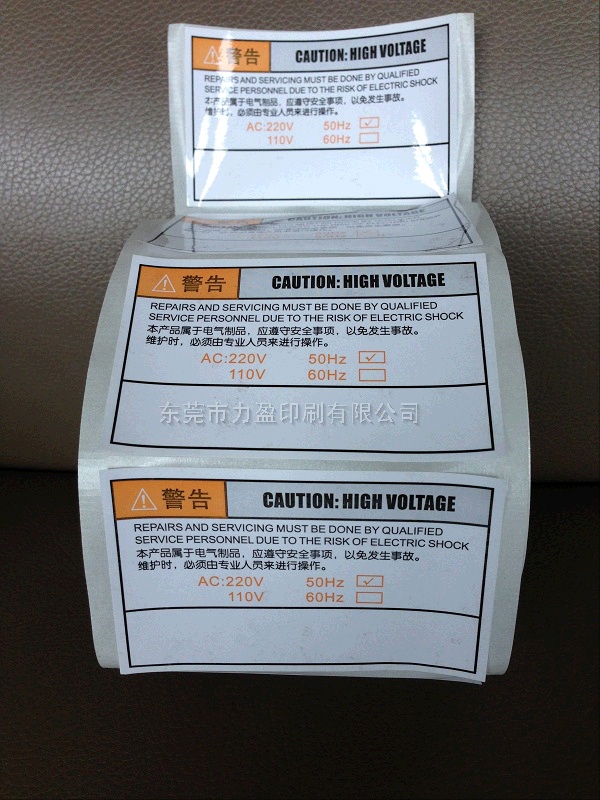 警告 CAUTION: HIGH VOLTAGE
REPAIRS AND SERVICING MUST BE DONE BY QUALIFIED
SERVICE PERSONNEL DUE TO THE RISK OF ELECTRIC SHOCK
本产品属于电气制品，应遵守安全事项，以免发生事故。
维护时，必须由专业人员来进行操作。
AC:220V 50Hz
110V 60Hz
CAUTION: HIGH VOLTAGE
警告 CAUTION: HIGH VOLTAGE
REPAIRS AND SERVICING MUST BE DONE BY QUALIFIED
SERVICE PERSONNEL DUE TO THE RISK OF ELECTRIC SHOCK
本产品属于电气制品，应遵守安全事项，以免发生事故。
维护时，必须由专业人员来进行操作。
AC:220V 50Hz
110V 60Hz
东莞市力盈印刷有限公司
警告 CAUTION: HIGH VOLTAGE
REPAIRS AND SERVICING MUST BE DONE BY QUALIFIED
SERVICE PERSONNEL DUE TO THE RISK OF ELECTRIC SHOCK
本产品属于电气制品，应遵守安全事项，以免发生事故。
维护时，必须由专业人员来进行操作。
AC:220V 50Hz
110V 60Hz